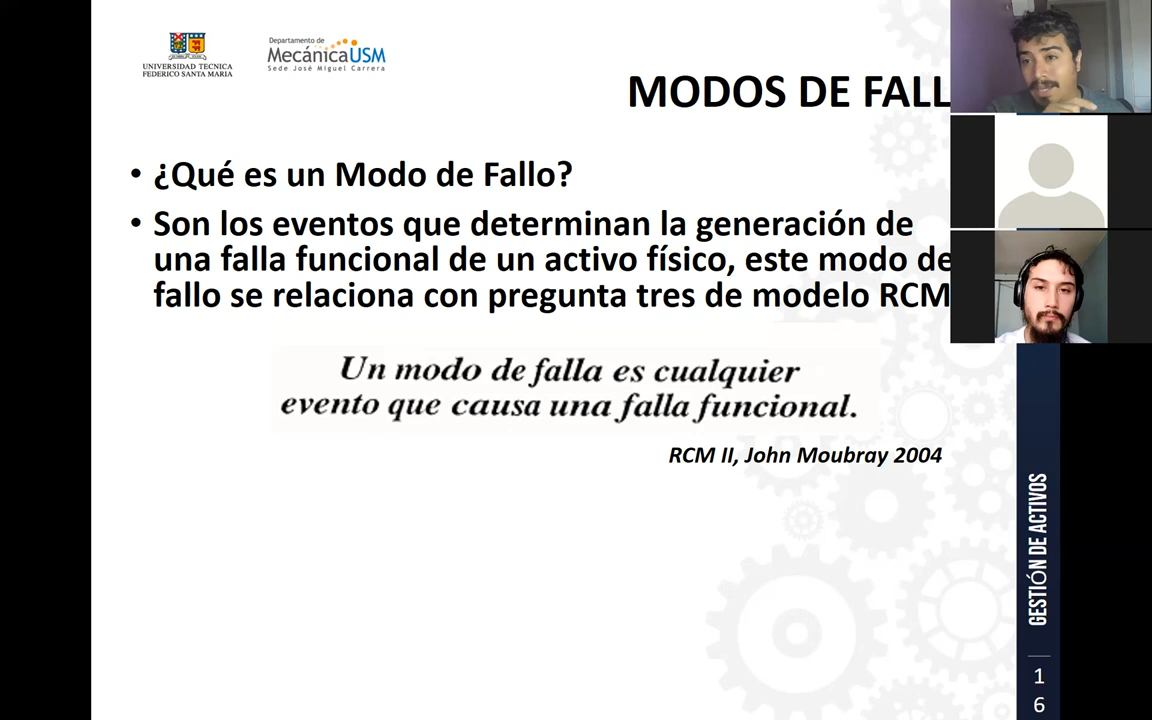 UNIVERSIDAD TECNICA
FEDERICO SANTA MARIA
Departamento de
MecánicaUSM
Sede José Miguel Carrera
MODOS DE FALL
• ¿Qué es un Modo de Fallo?
• Son los eventos que determinan la generación de
una falla funcional de un activo físico, este modo de
fallo se relaciona con pregunta tres de modelo RCM
Un modo de falla es cualquier
evento que causa una falla funcional.
RCM II, John Moubray 2004
GESTIÓN DE ACTIVOS
1
6